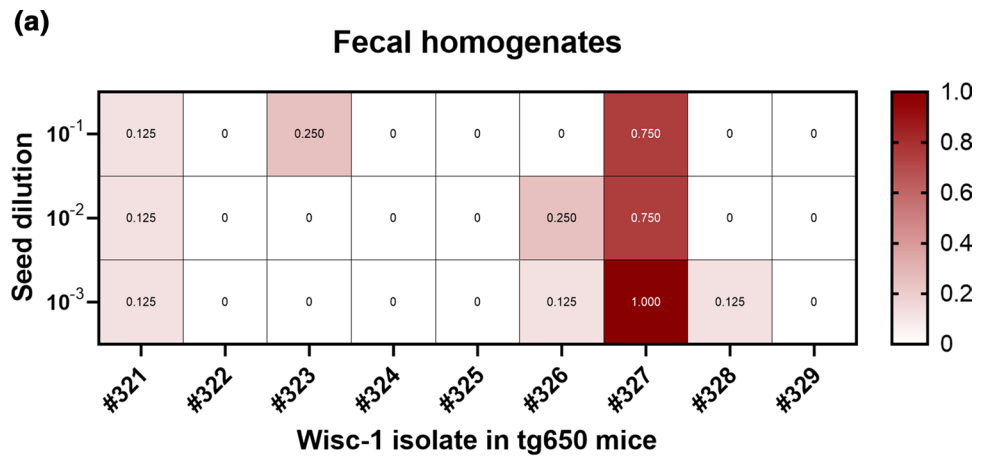 (a)
Fecal homogenates
Seed dilution
10-1 0.125 0 0.250 0 0 0 0.750 0 0
10-2 0.125 0 0 0 0 0.250 0.750 0 0
10-3 0.125 0 0 0 0 0.125 1.000 0.125 0
#321 #322 #323 #324 #325 #326 #327 #328 #329
Wisc-1 isolate in tg650 mice
1.0
0.8
0.6
0.4
0.2
0